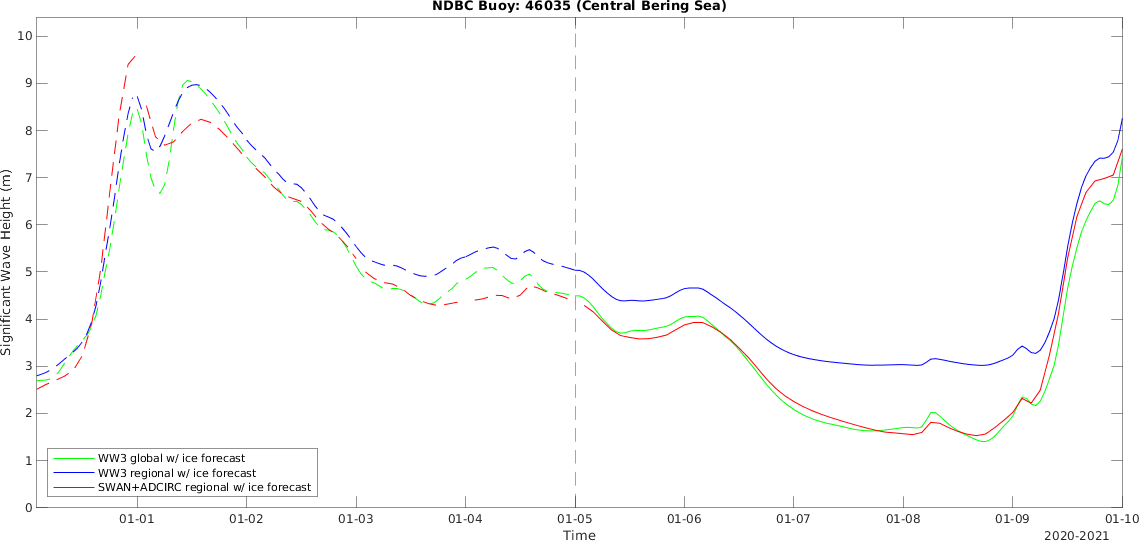 NDBC Buoy: 46035 (Central Bering Sea)
10
9
8
7
6
5
4
3
2
1
0
Significant Wave Height (m)
WW3 global w/ ice forecast
WW3 regional w/ ice forecast
SWAN+ADCIRC regional w/ ice forecast
01-01 01-02 01-03 01-04 01-05 01-06 01-07 01-08 01-09 01-10
Time
2020-2021